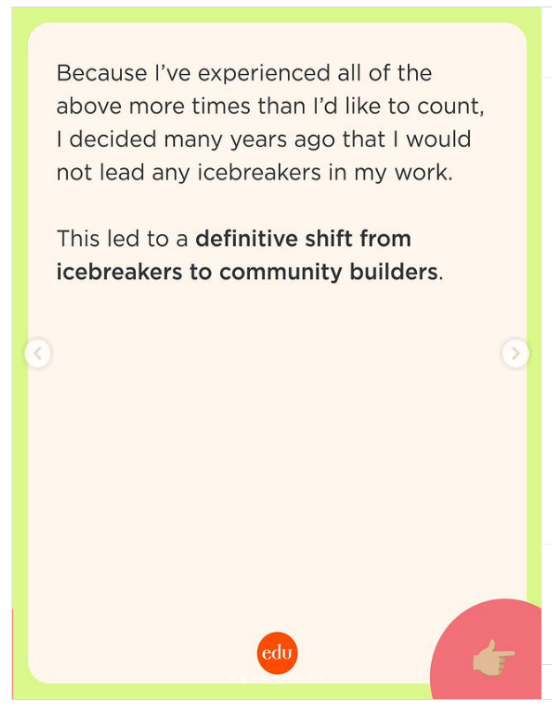 Because I've experienced all of the
above more times than I'd like to count,
I decided many years ago that I would
not lead any icebreakers in my work.
This led to a definitive shift from
icebreakers to community builders.
edu